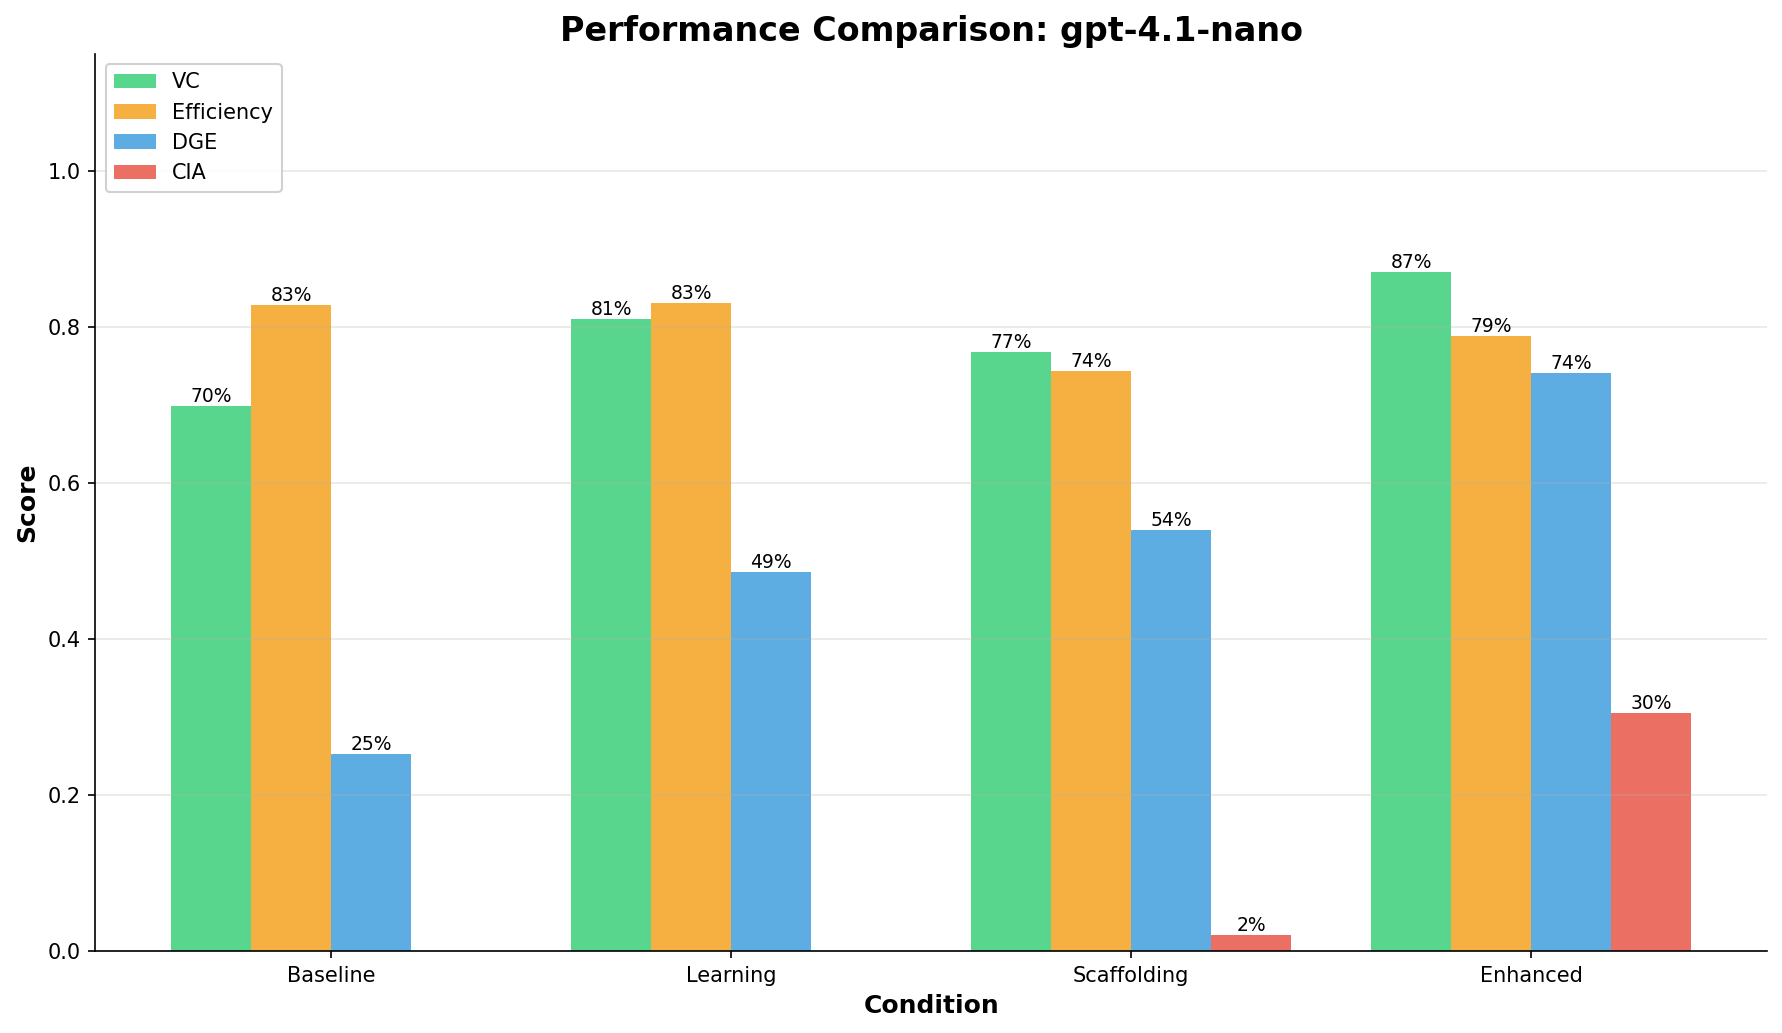 Performance Comparison: gpt-4.1-nano
VC
Efficiency
DGE
CIA
Score
1.0
0.8
0.6
0.4
0.2
0.0
70%
83%
25%
81%
83%
49%
77%
74%
54%
2%
87%
79%
74%
30%
Baseline
Learning
Scaffolding
Enhanced
Condition